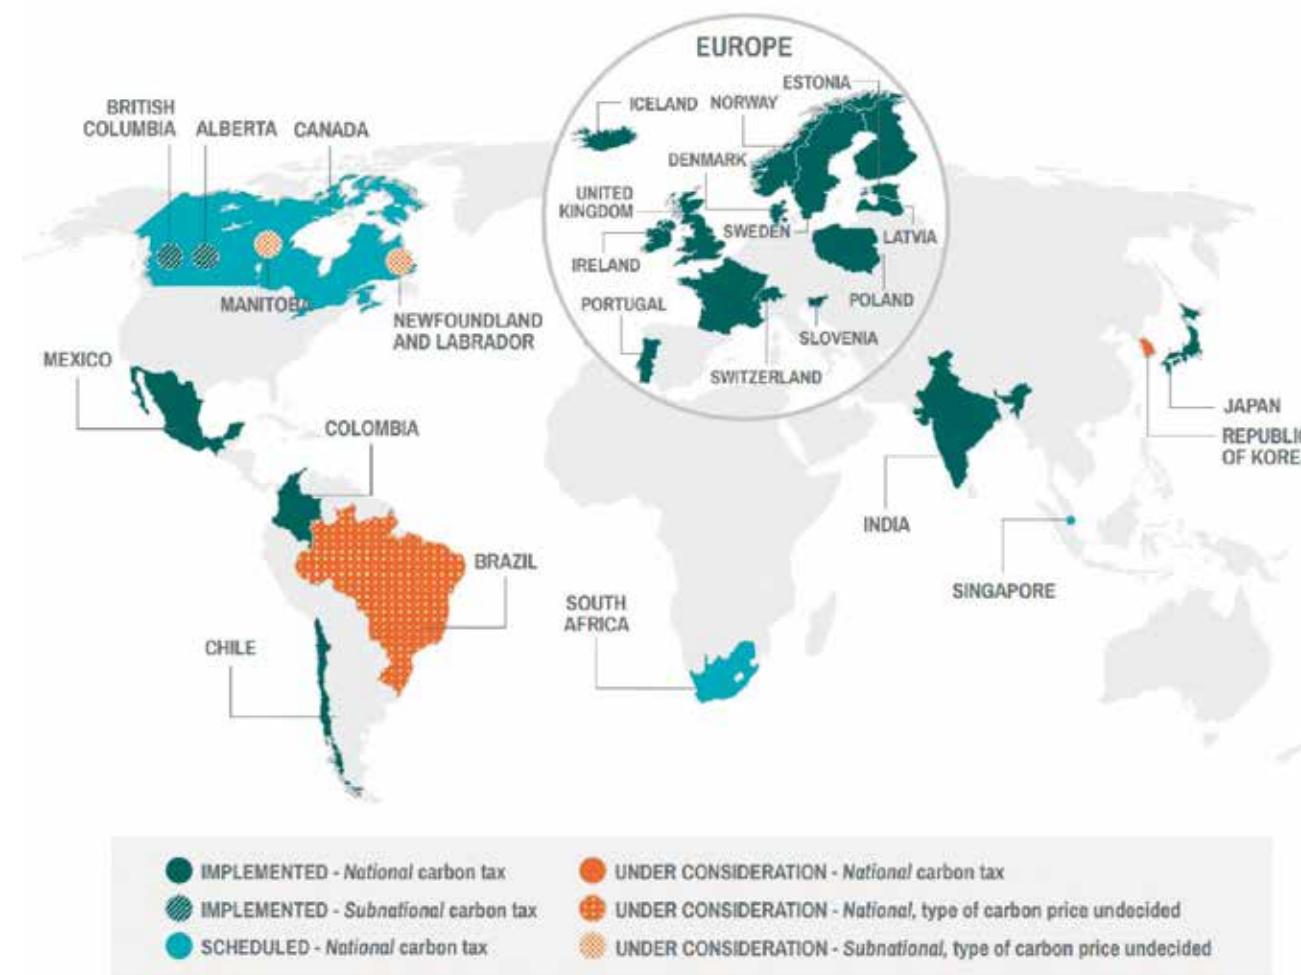 EUROPE
ESTONIA
ICELAND
NORWAY
BRITISH
COLUMBIA
ALBERTA
CANADA
DENMARK
UNITED
KINGDOM
SWEDEN
LATVIA
IRELAND
MANITOBA
PORTUGAL
POLAND
NEWFOUNDLAND
AND LABRADOR
SLOVENIA
MEXICO
SWITZERLAND
JAPAN
COLOMBIA
REPUBLIC
OF KORE
INDIA
BRAZIL
SINGAPORE
SOUTH
AFRICA
CHILE
IMPLEMENTED - National carbon tax
IMPLEMENTED - Subnational carbon tax
SCHEDULED - National carbon tax
UNDER CONSIDERATION - National carbon tax
UNDER CONSIDERATION - National, type of carbon price undecided
UNDER CONSIDERATION - Subnational, type of carbon price undecided